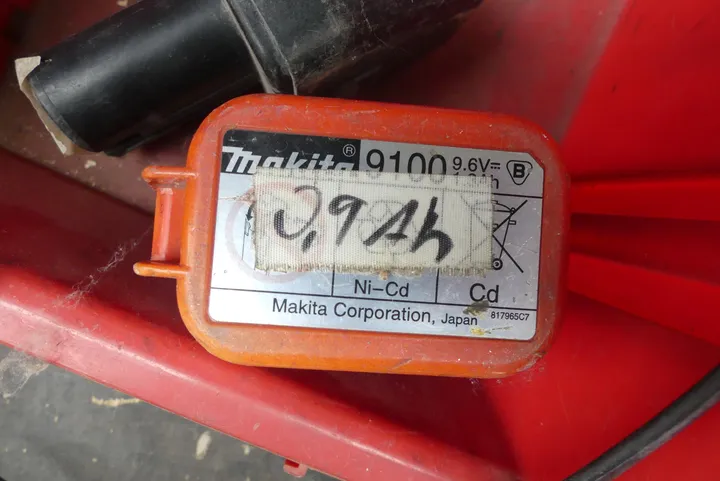 makita® 9100 9.6V B
0,9Ah
Ni-Cd Cd
Makita Corporation, Japan 817965C7